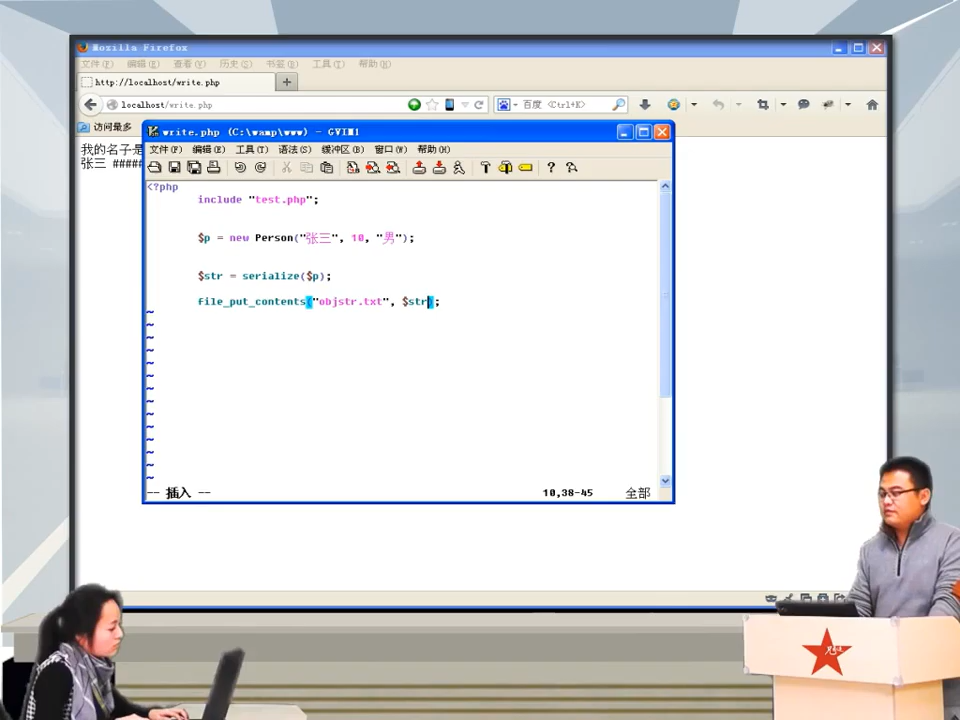 Mozilla Firefox
文件(F) 编辑(E) 查看(V) 历史(S) 书签(B) 工具(T) 帮助(H)
http://localhost/write.php
localhost/write.php
百度 <Ctrl+K>
访问最多
我的名子是
张三 #####
write.php (C:\wamp\www) - GVIM1
文件(F) 编辑(E) 工具(T) 语法(S) 缓冲区(B) 窗口(W) 帮助(H)
<?php
include "test.php";
$p = new Person("张三", 10, "男");
$str = serialize($p);
file_put_contents("objstr.txt", $str);
~
~
~
~
~
~
~
~
~
~
~
~
~
~
-- 插入 --
10,38-45
全部